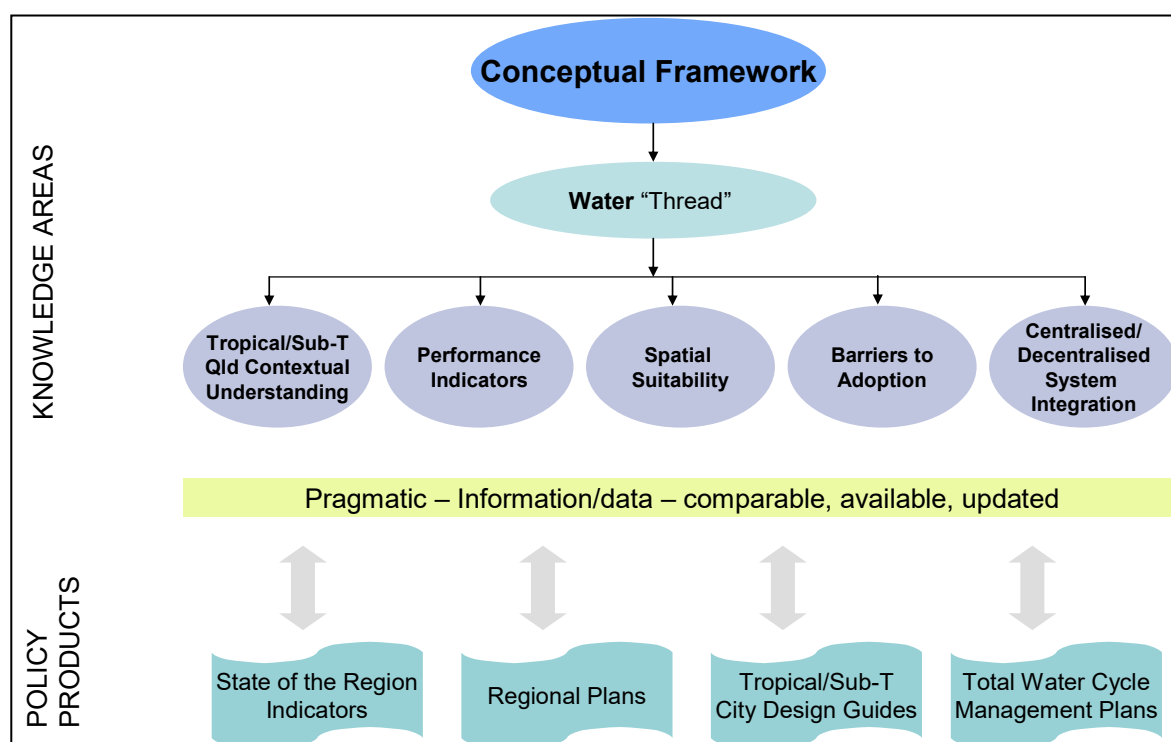 Conceptual Framework
KNOWLEDGE AREAS
Water “Thread”
Tropical/Sub-T
Qld Contextual
Understanding
Performance
Indicators
Spatial
Suitability
Barriers to
Adoption
Centralised/
Decentralised
System
Integration
Pragmatic – Information/data – comparable, available, updated
POLICY
PRODUCTS
State of the Region
Indicators
Regional Plans
Tropical/Sub-T
City Design Guides
Total Water Cycle
Management Plans